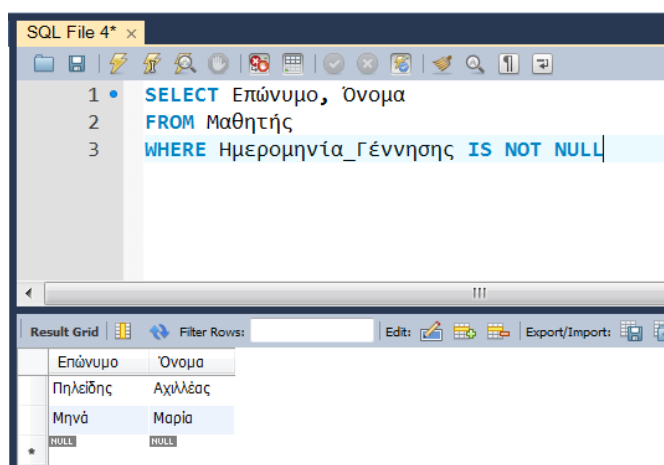 SQL File 4* ×
1 SELECT Επώνυμο, Όνομα
2 FROM Μαθητής
3 WHERE Ημερομηνία_Γέννησης IS NOT NULL
Result Grid Filter Rows: Edit: Export/Import:
Επώνυμο Όνομα
Πηλείδης Αχιλλέας
Μηνά Μαρία
NULL NULL